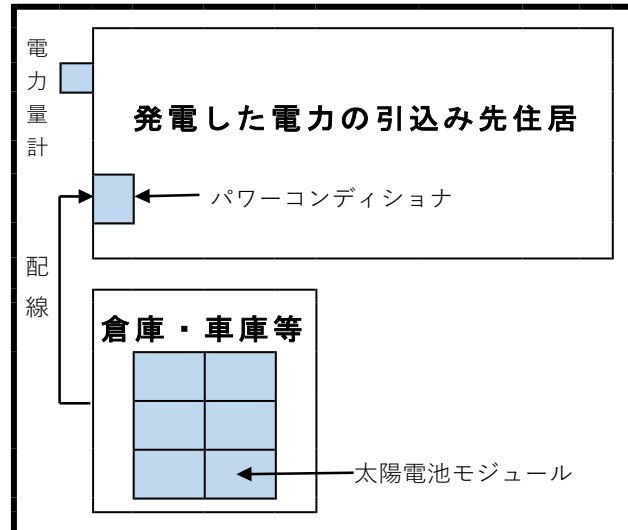 電力量計
発電した電力の引込み先住居
パワーコンディショナ
配線
倉庫・車庫等
太陽電池モジュール